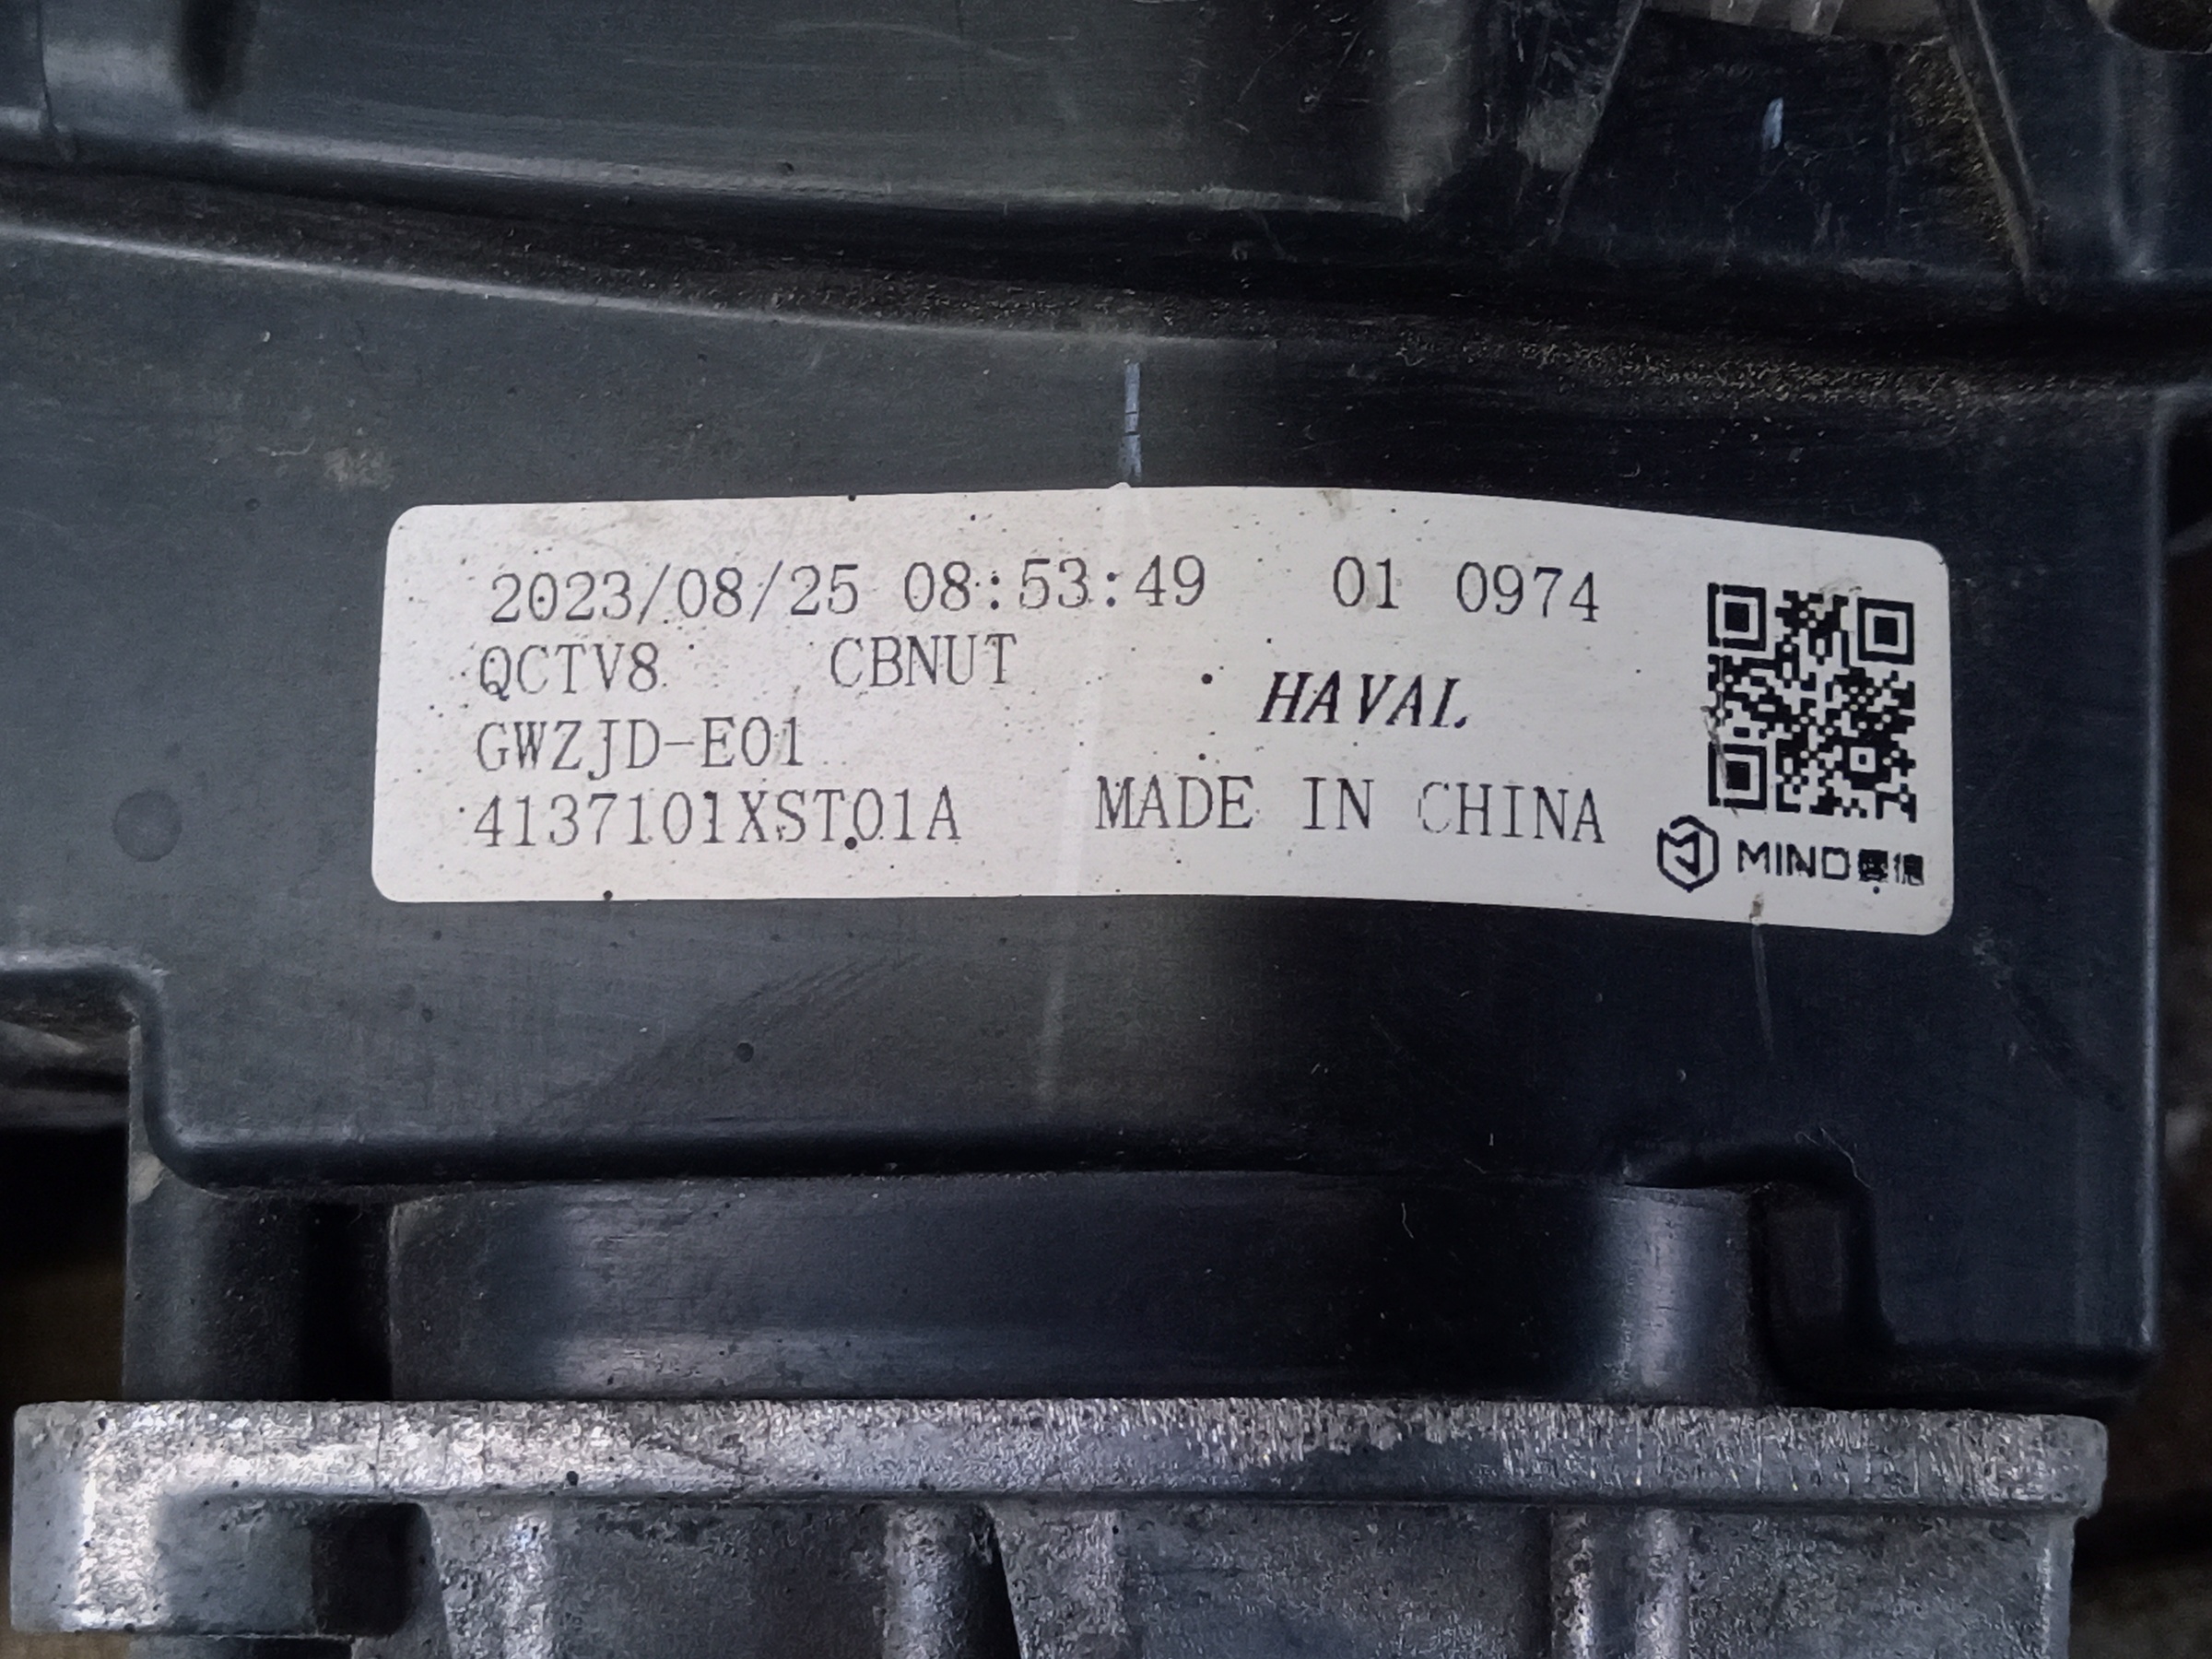 2023/08/25 08:53:49 01 0974
QCTV8 CBNUT
HAVAL
GWZJD-E01
4137101XST01A MADE IN CHINA
MIND